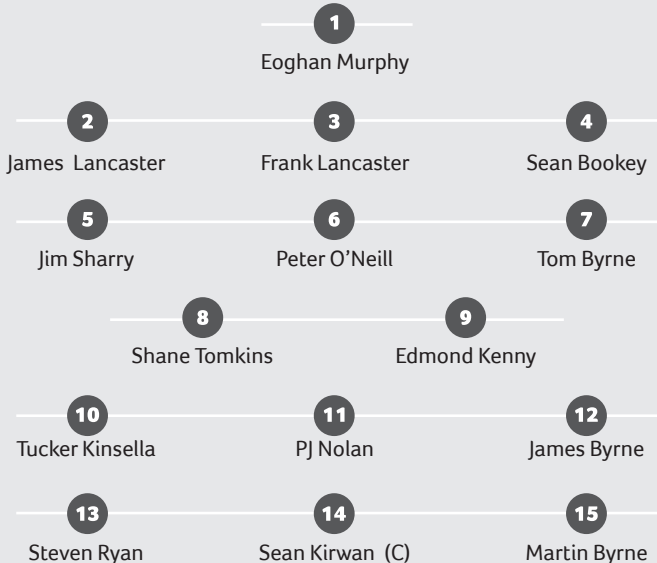 1
Eoghan Murphy
2 3 4
James Lancaster Frank Lancaster Sean Bookey
5 6 7
Jim Sharry Peter O’Neill Tom Byrne
8 9
Shane Tomkins Edmond Kenny
10 11 12
Tucker Kinsella PJ Nolan James Byrne
13 14 15
Steven Ryan Sean Kirwan (C) Martin Byrne